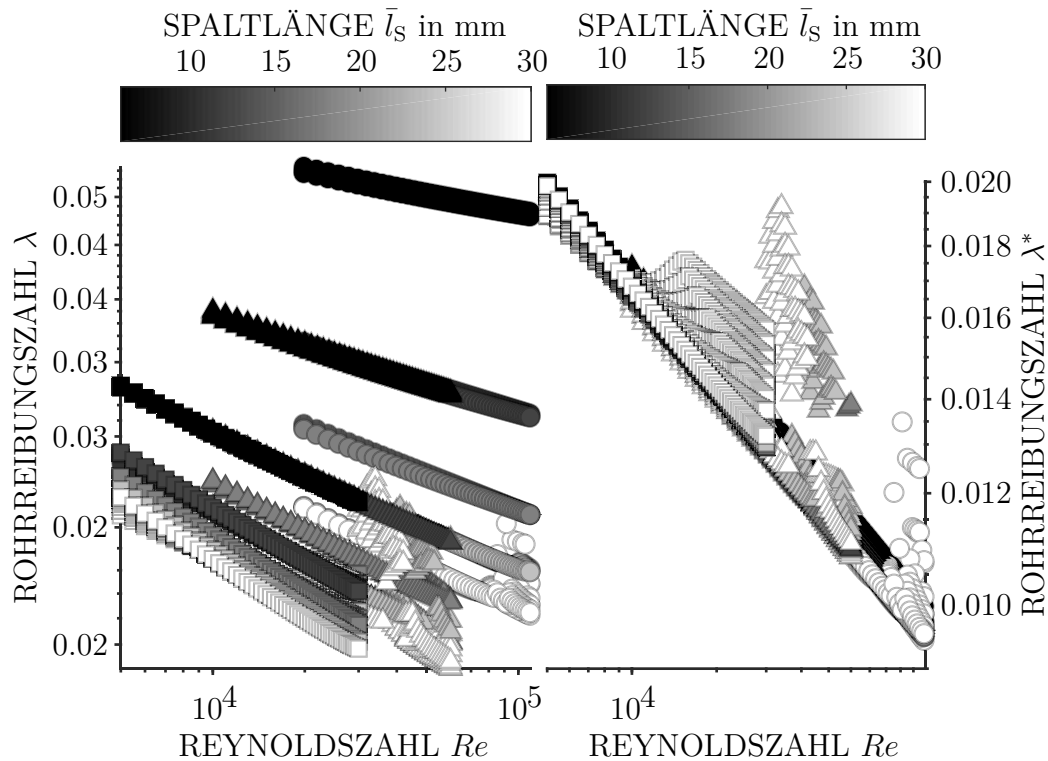 SPALTLÄNGE l̄_S in mm
10 15 20 25 30
SPALTLÄNGE l̄_S in mm
10 15 20 25 30
ROHRREIBUNGSZAHL λ
0.05
0.04
0.04
0.03
0.03
0.02
0.02
10^4 10^5
REYNOLDSZAHL Re
0.020
0.018
0.016
0.014
0.012
0.010
ROHRREIBUNGSZAHL λ*
10^4
REYNOLDSZAHL Re